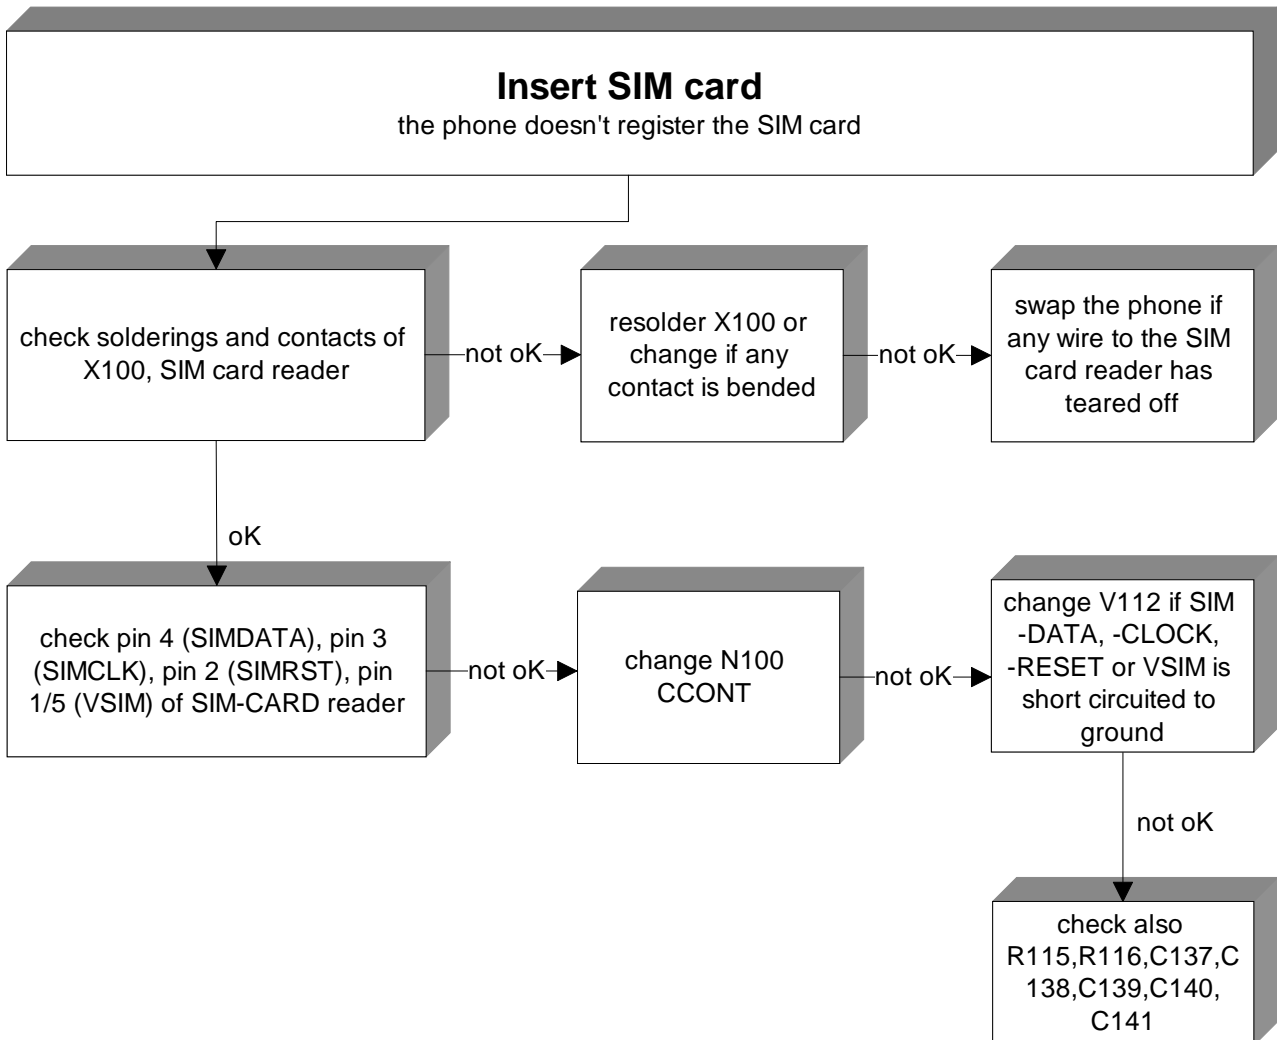 Insert SIM card
the phone doesn't register the SIM card
check solderings and contacts of
X100, SIM card reader
not oK
resolder X100 or
change if any
contact is bended
not oK
swap the phone if
any wire to the SIM
card reader has
teared off
oK
check pin 4 (SIMDATA), pin 3
(SIMCLK), pin 2 (SIMRST), pin
1/5 (VSIM) of SIM-CARD reader
not oK
change N100
CCONT
not oK
change V112 if SIM
-DATA, -CLOCK,
-RESET or VSIM is
short circuited to
ground
not oK
check also
R115,R116,C137,C
138,C139,C140,
C141